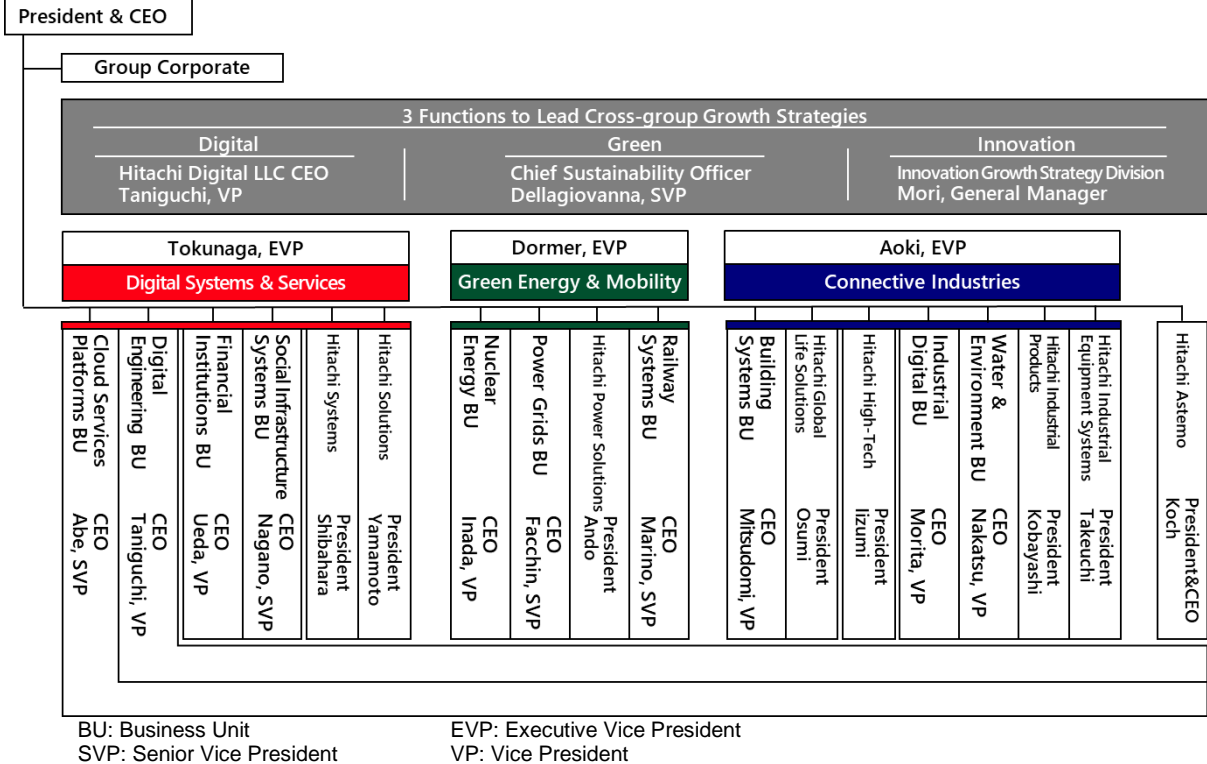 President & CEO
Group Corporate
3 Functions to Lead Cross-group Growth Strategies
Digital
Hitachi Digital LLC CEO
Taniguchi, VP
Green
Chief Sustainability Officer
Dellagiovanna, SVP
Innovation
Innovation Growth Strategy Division
Mori, General Manager
Tokunaga, EVP
Digital Systems & Services
Dormer, EVP
Green Energy & Mobility
Aoki, EVP
Connective Industries
Cloud Services
Platforms BU
CEO
Abe, SVP
Digital
Engineering BU
CEO
Taniguchi, VP
Financial
Institutions BU
CEO
Ueda, VP
Social Infrastructure
Systems BU
CEO
Nagano, SVP
Hitachi Systems
President
Shibahara
Hitachi Solutions
President
Yamamoto
Nuclear
Energy BU
CEO
Inada, VP
Power Grids BU
CEO
Facchin, SVP
Hitachi Power Solutions
President
Ando
Railway
Systems BU
CEO
Marino, SVP
Building
Systems BU
CEO
Mitsudomi, VP
Hitachi Global
Life Solutions
President
Osumi
Hitachi High-Tech
President
Iizumi
Industrial
Digital BU
CEO
Morita, VP
Water &
Environment BU
CEO
Nakatsu, VP
Hitachi Industrial
Products
President
Kobayashi
Hitachi Industrial
Equipment Systems
President
Takeuchi
Hitachi Astemo
President&CEO
Koch
BU: Business Unit
EVP: Executive Vice President
SVP: Senior Vice President
VP: Vice President